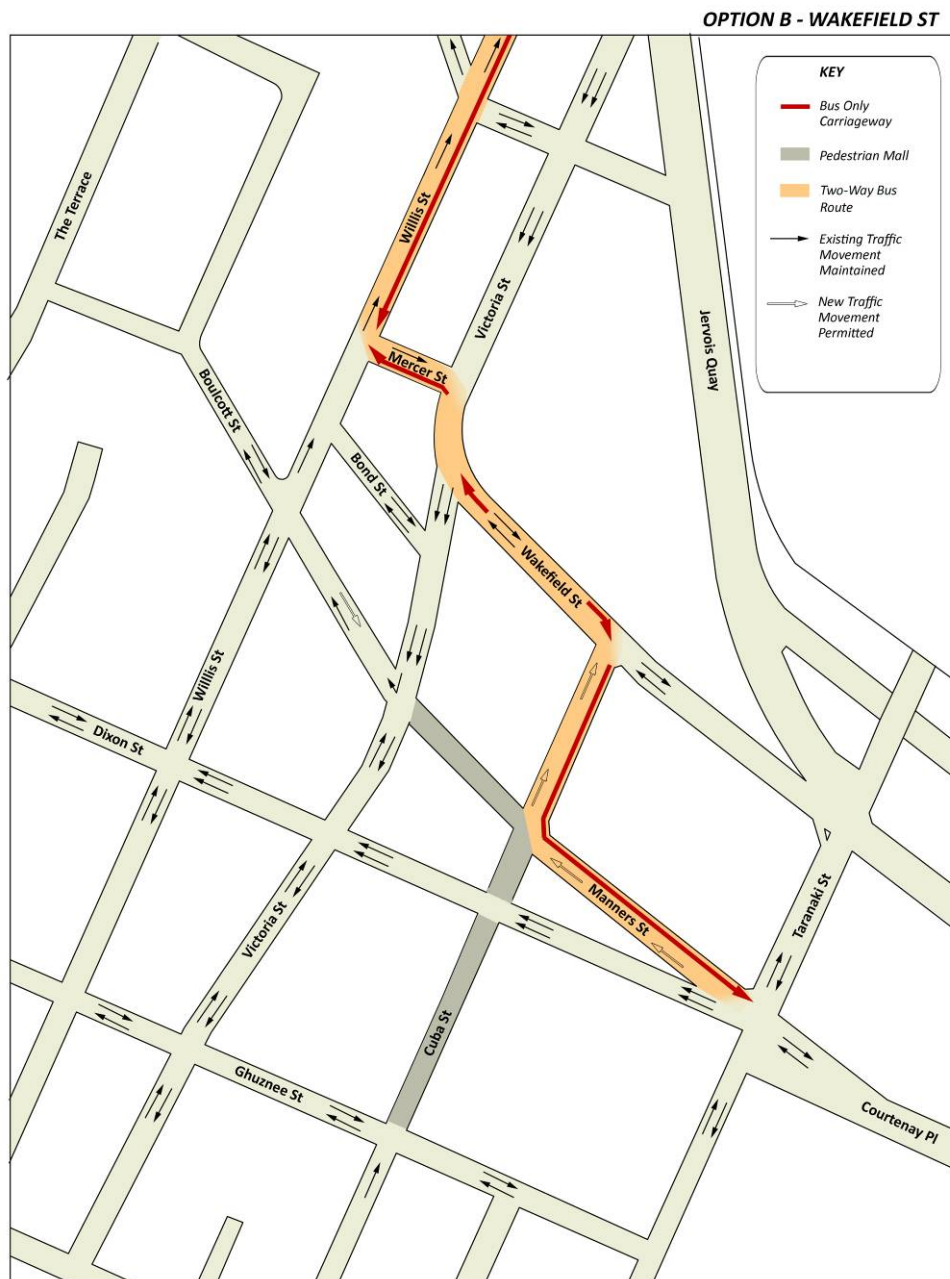 OPTION B - WAKEFIELD ST
KEY
Bus Only
Carriageway
Pedestrian Mall
Two-Way Bus
Route
Existing Traffic
Movement
Maintained
New Traffic
Movement
Permitted
The Terrace
Willis St
Victoria St
Jervois Quay
Mercer St
Boulcott St
Bond St
Wakefield St
Willis St
Dixon St
Manners St
Taranaki St
Victoria St
Cuba St
Ghuznee St
Courtenay Pl